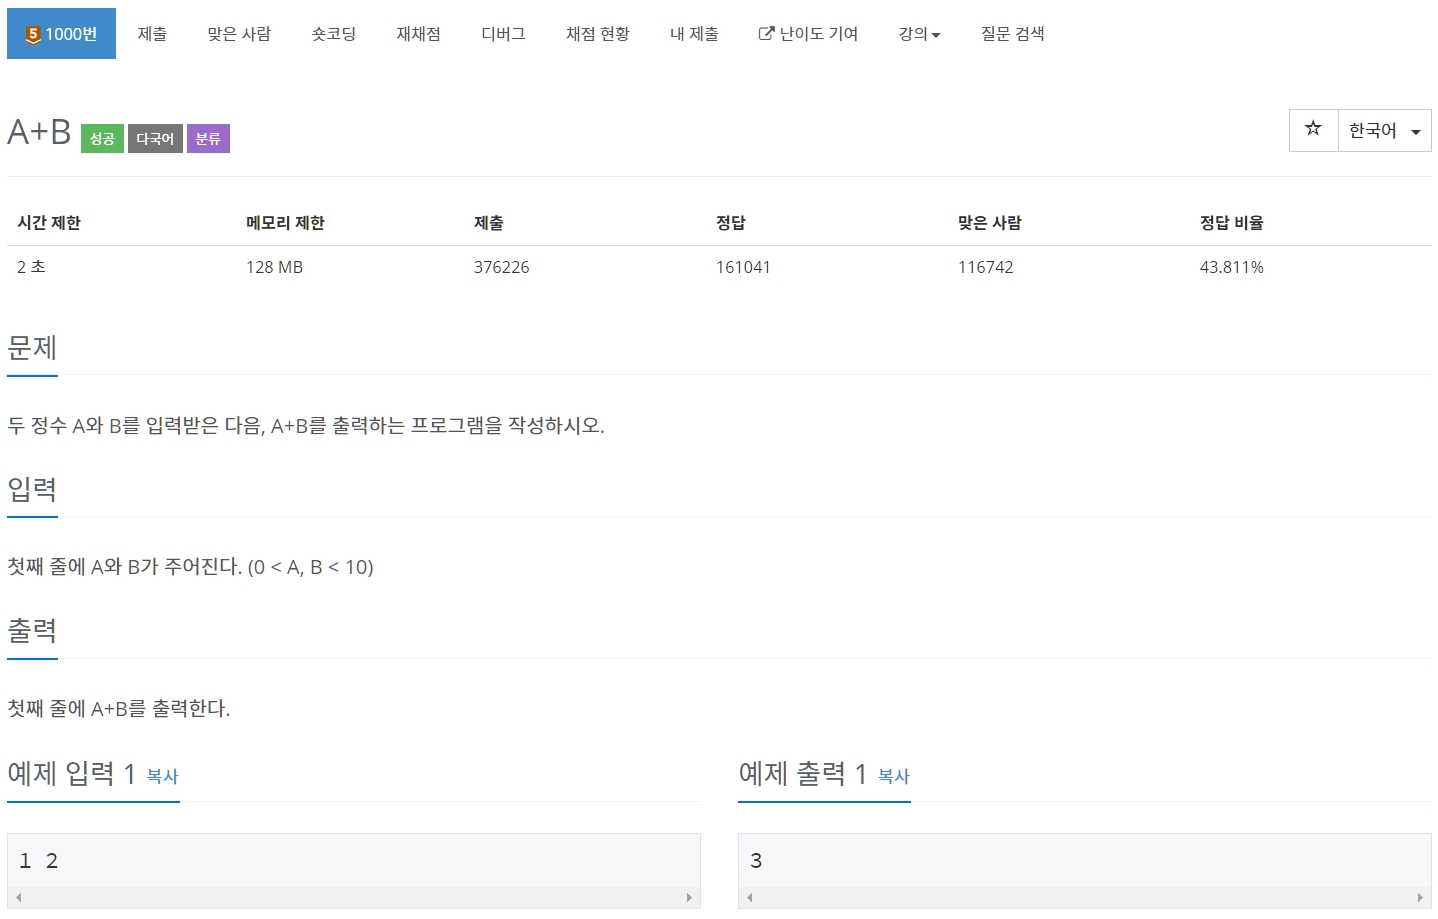 5 1000번 제출 맞은 사람 숏코딩 재채점 디버그 채점 현황 내 제출 난이도 기여 강의 질문 검색
A+B 성공 다국어 분류 한국어
시간 제한 메모리 제한 제출 정답 맞은 사람 정답 비율
2 초 128 MB 376226 161041 116742 43.811%
문제
두 정수 A와 B를 입력받은 다음, A+B를 출력하는 프로그램을 작성하시오.
입력
첫째 줄에 A와 B가 주어진다. (0 < A, B < 10)
출력
첫째 줄에 A+B를 출력한다.
예제 입력 1 복사
1 2
예제 출력 1 복사
3